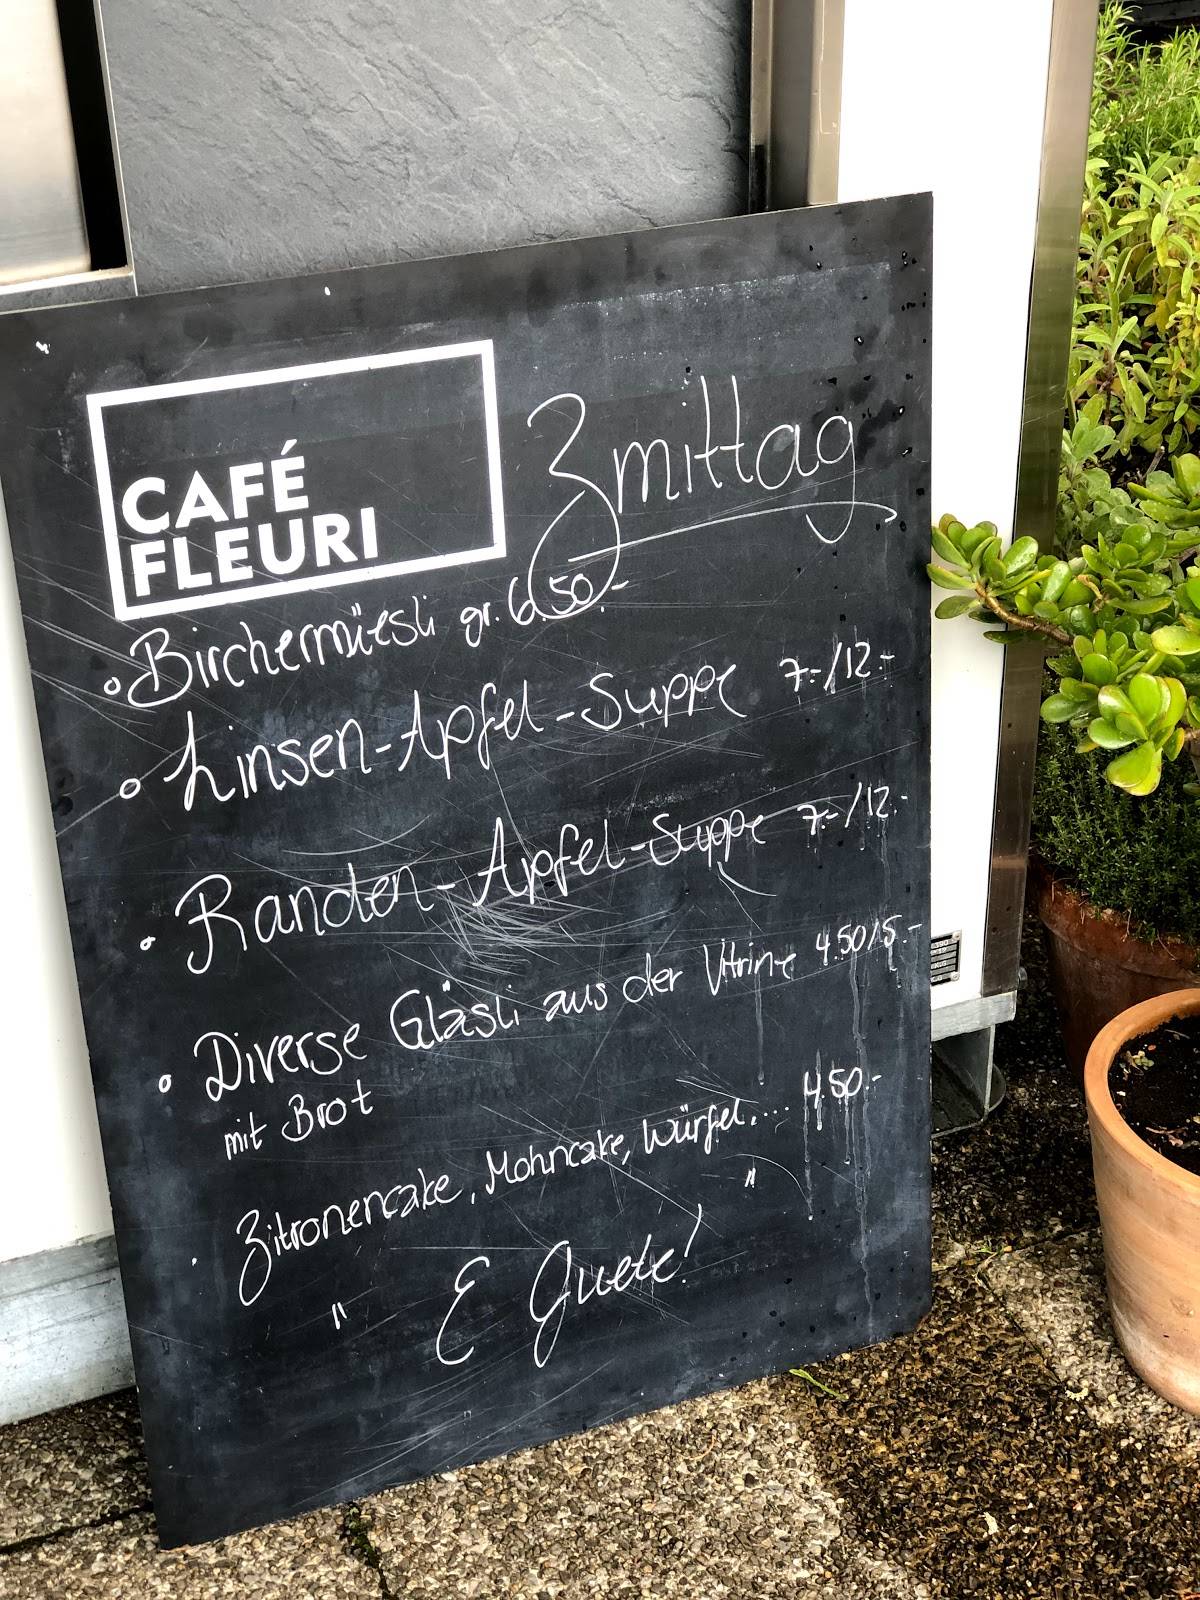 CAFÉ
FLEURI
Zmittag
Birchermüesli gr. 6.50.-
Linsen-Apfel-Suppe 7.-/12.-
Randen-Apfel-Suppe 7.-/12.-
Diverse Gläsli aus der Vitrine 4.50/5.-
mit Brot
Zitronencake, Mohncake, Würfel,... 4.50.-
" E Guete! "